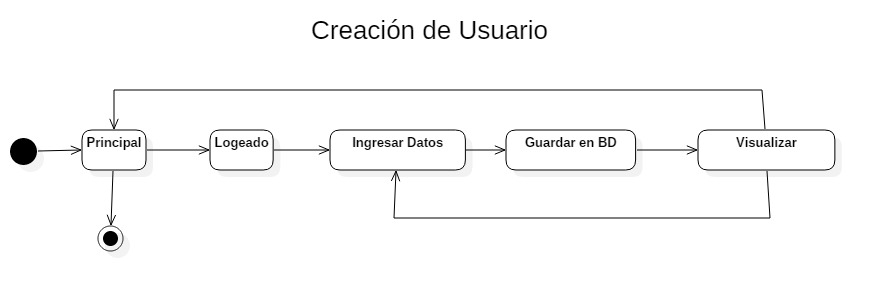 Creación de Usuario
Principal
Logeado
Ingresar Datos
Guardar en BD
Visualizar